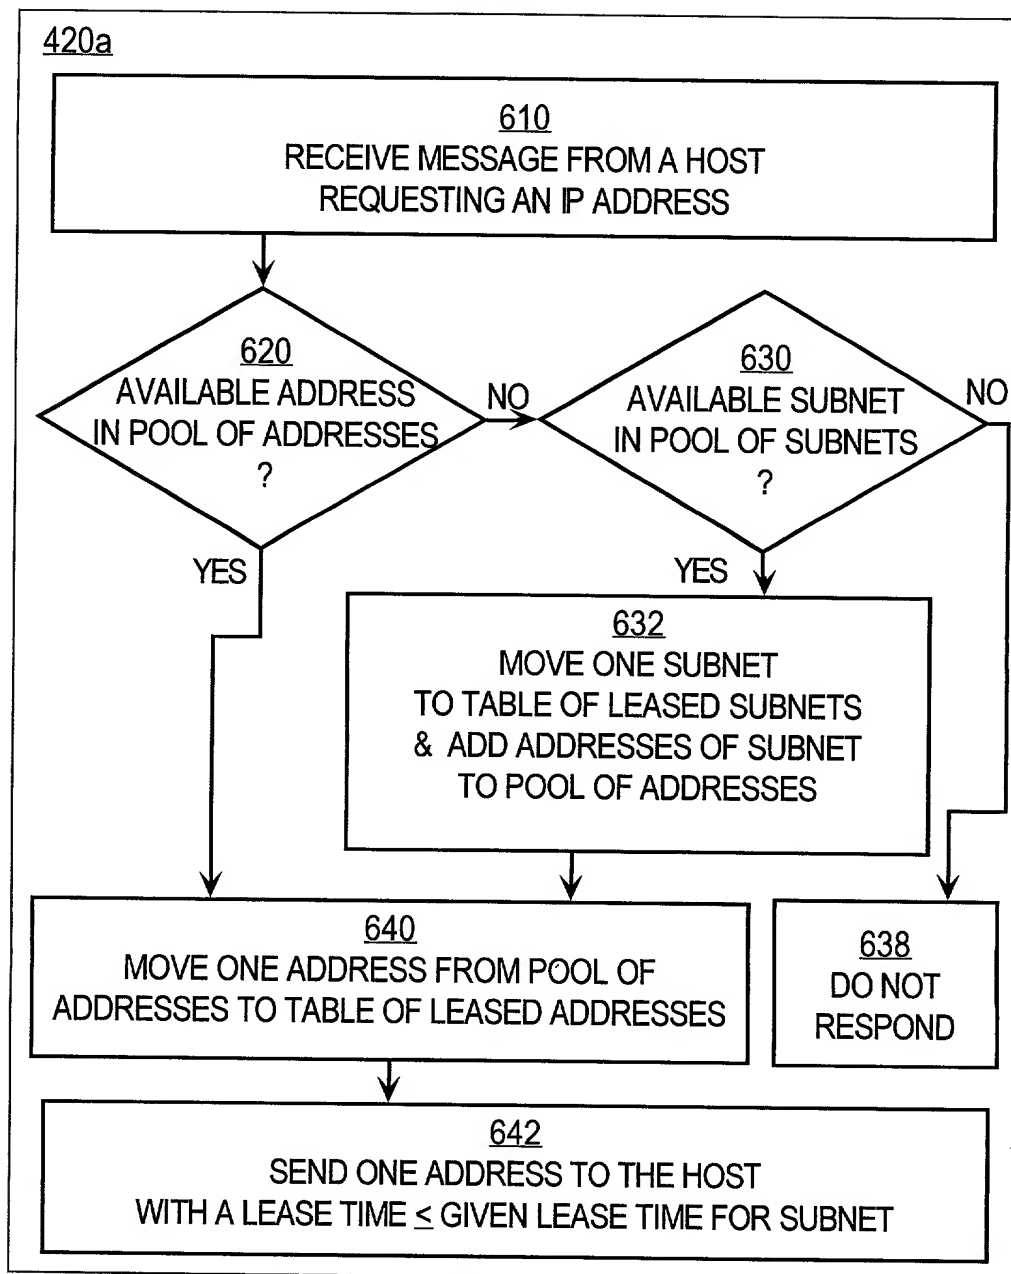 420a
610
RECEIVE MESSAGE FROM A HOST
REQUESTING AN IP ADDRESS
620
AVAILABLE ADDRESS
IN POOL OF ADDRESSES
?
NO
630
AVAILABLE SUBNET
IN POOL OF SUBNETS
?
NO
YES
YES
632
MOVE ONE SUBNET
TO TABLE OF LEASED SUBNETS
& ADD ADDRESSES OF SUBNET
TO POOL OF ADDRESSES
640
MOVE ONE ADDRESS FROM POOL OF
ADDRESSES TO TABLE OF LEASED ADDRESSES
638
DO NOT
RESPOND
642
SEND ONE ADDRESS TO THE HOST
WITH A LEASE TIME ≤ GIVEN LEASE TIME FOR SUBNET